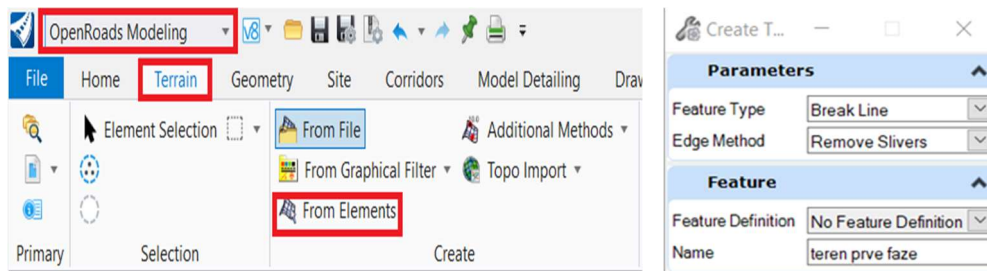 OpenRoads Modeling
File Home Terrain Geometry Site Corridors Model Detailing Draw
Element Selection From File Additional Methods
From Graphical Filter Topo Import
From Elements
Primary Selection Create
Create T...
Parameters
Feature Type Break Line
Edge Method Remove Slivers
Feature
Feature Definition No Feature Definition
Name teren prve faze